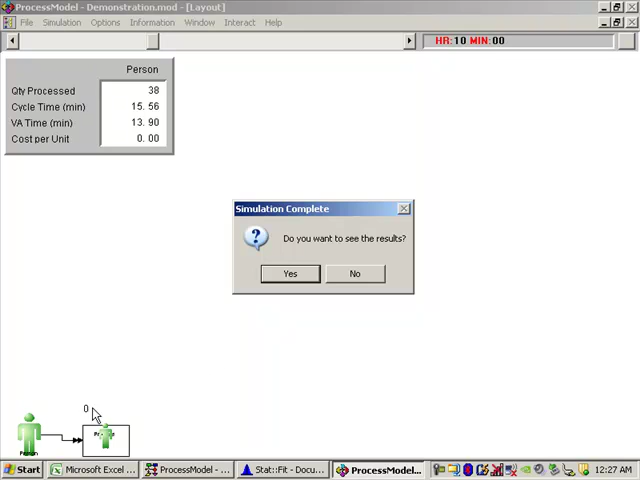 ProcessModel - Demonstration.mod - [Layout]
File Simulation Options Information Window Interact Help
HR:10 MIN:00
Person
Qty Processed 38
Cycle Time (min) 15. 56
VA Time (min) 13. 90
Cost per Unit 0. 00
Simulation Complete
Do you want to see the results?
Yes No
0
Person
Start Microsoft Excel ... ProcessModel - ... Stat::Fit - Docu... ProcessModel... 12:27 AM